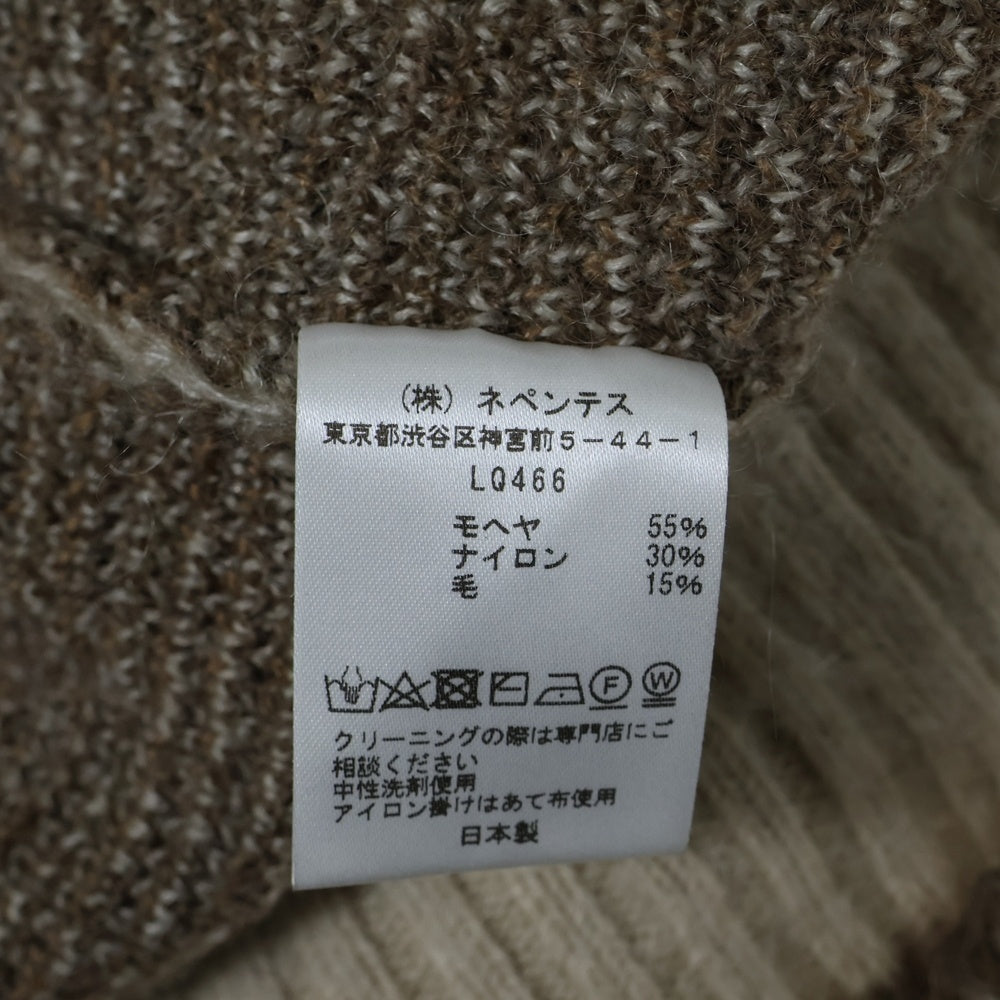 (株) ネペンテス
東京都渋谷区神宮前5-44-1
LQ466
モヘヤ 55%
ナイロン 30%
毛 15%
F W
クリーニングの際は専門店にご
相談ください
中性洗剤使用
アイロン掛けはあて布使用
日本製